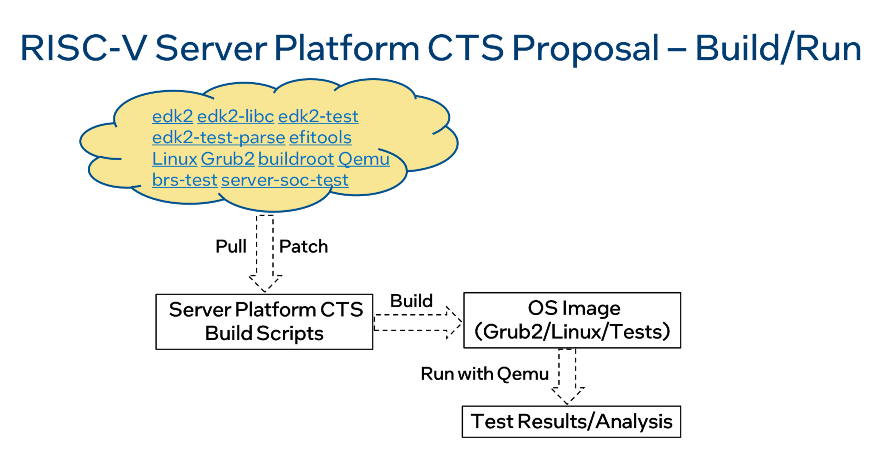 RISC-V Server Platform CTS Proposal – Build/Run
edk2 edk2-libc edk2-test
edk2-test-parse efitools
Linux Grub2 buildroot Qemu
brs-test server-soc-test
Pull Patch
Server Platform CTS
Build Scripts
Build
OS Image
(Grub2/Linux/Tests)
Run with Qemu
Test Results/Analysis